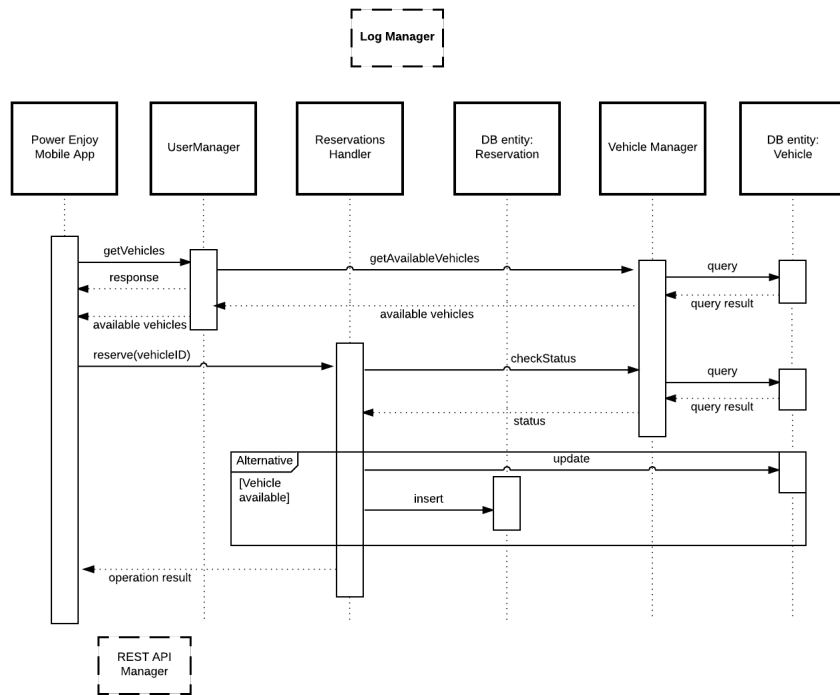 Log Manager
Power Enjoy
Mobile App
UserManager
Reservations
Handler
DB entity:
Reservation
Vehicle Manager
DB entity:
Vehicle
getVehicles
getAvailableVehicles
query
response
query result
available vehicles
available vehicles
reserve(vehicleID)
checkStatus
query
query result
status
Alternative
update
[Vehicle
available]
insert
operation result
REST API
Manager